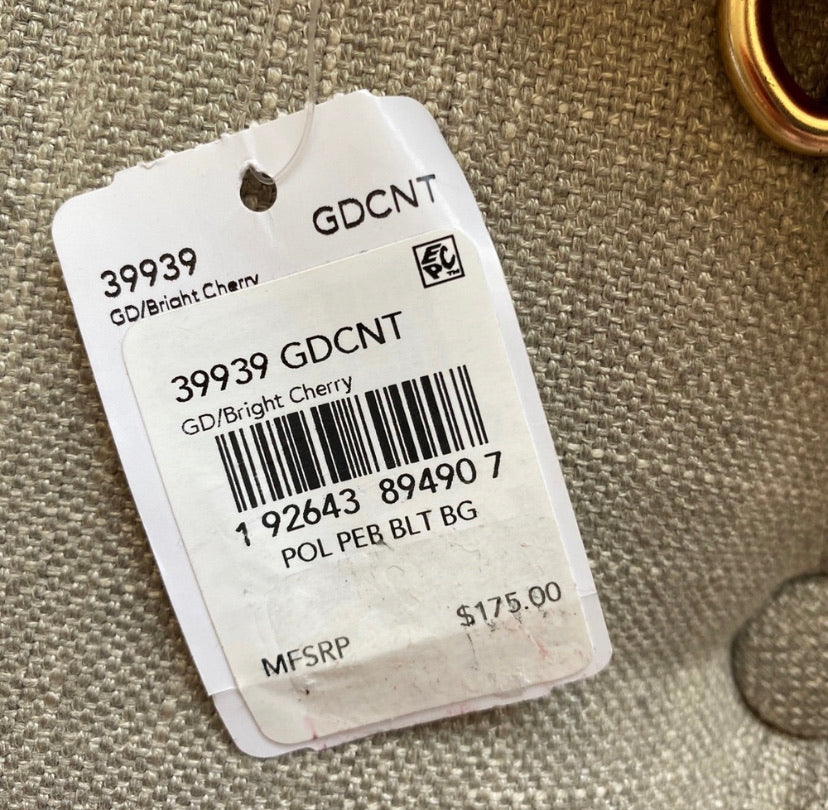 GDCNT
39939
GD/Bright Cherry
EPC™
39939 GDCNT
GD/Bright Cherry
1 92643 89490 7
POL PEB BLT BG
MFSRP $175.00